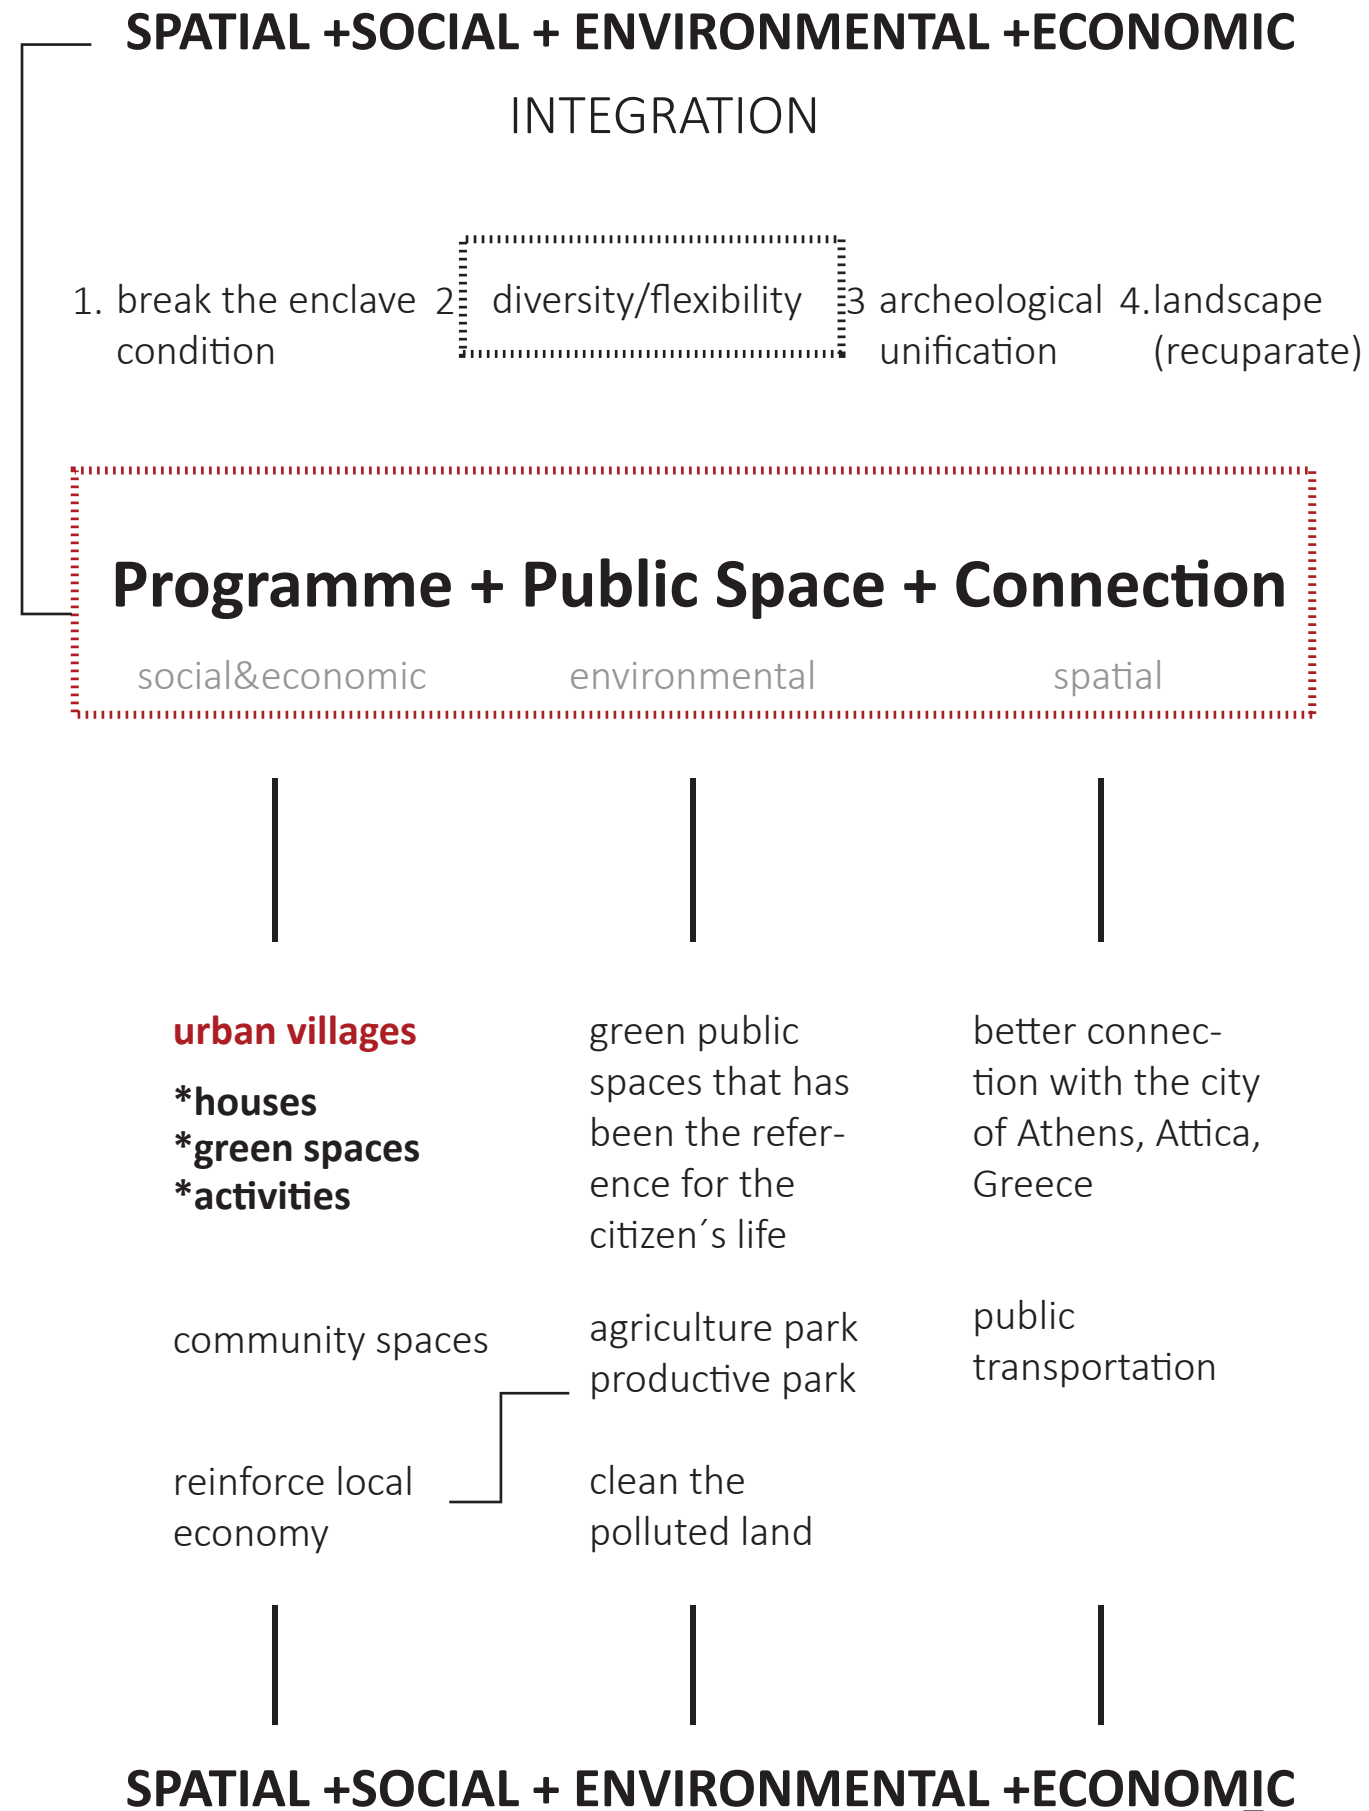 SPATIAL +SOCIAL + ENVIRONMENTAL +ECONOMIC
INTEGRATION
1. break the enclave
condition
2
diversity/flexibility
3 archeological
unification
4.landscape
(recuparate)
Programme + Public Space + Connection
social&economic
environmental
spatial
urban villages
*houses
*green spaces
*activities
community spaces
reinforce local
economy
green public
spaces that has
been the refer-
ence for the
citizen´s life
agriculture park
productive park
clean the
polluted land
better connec-
tion with the city
of Athens, Attica,
Greece
public
transportation
SPATIAL +SOCIAL + ENVIRONMENTAL +ECONOMIC